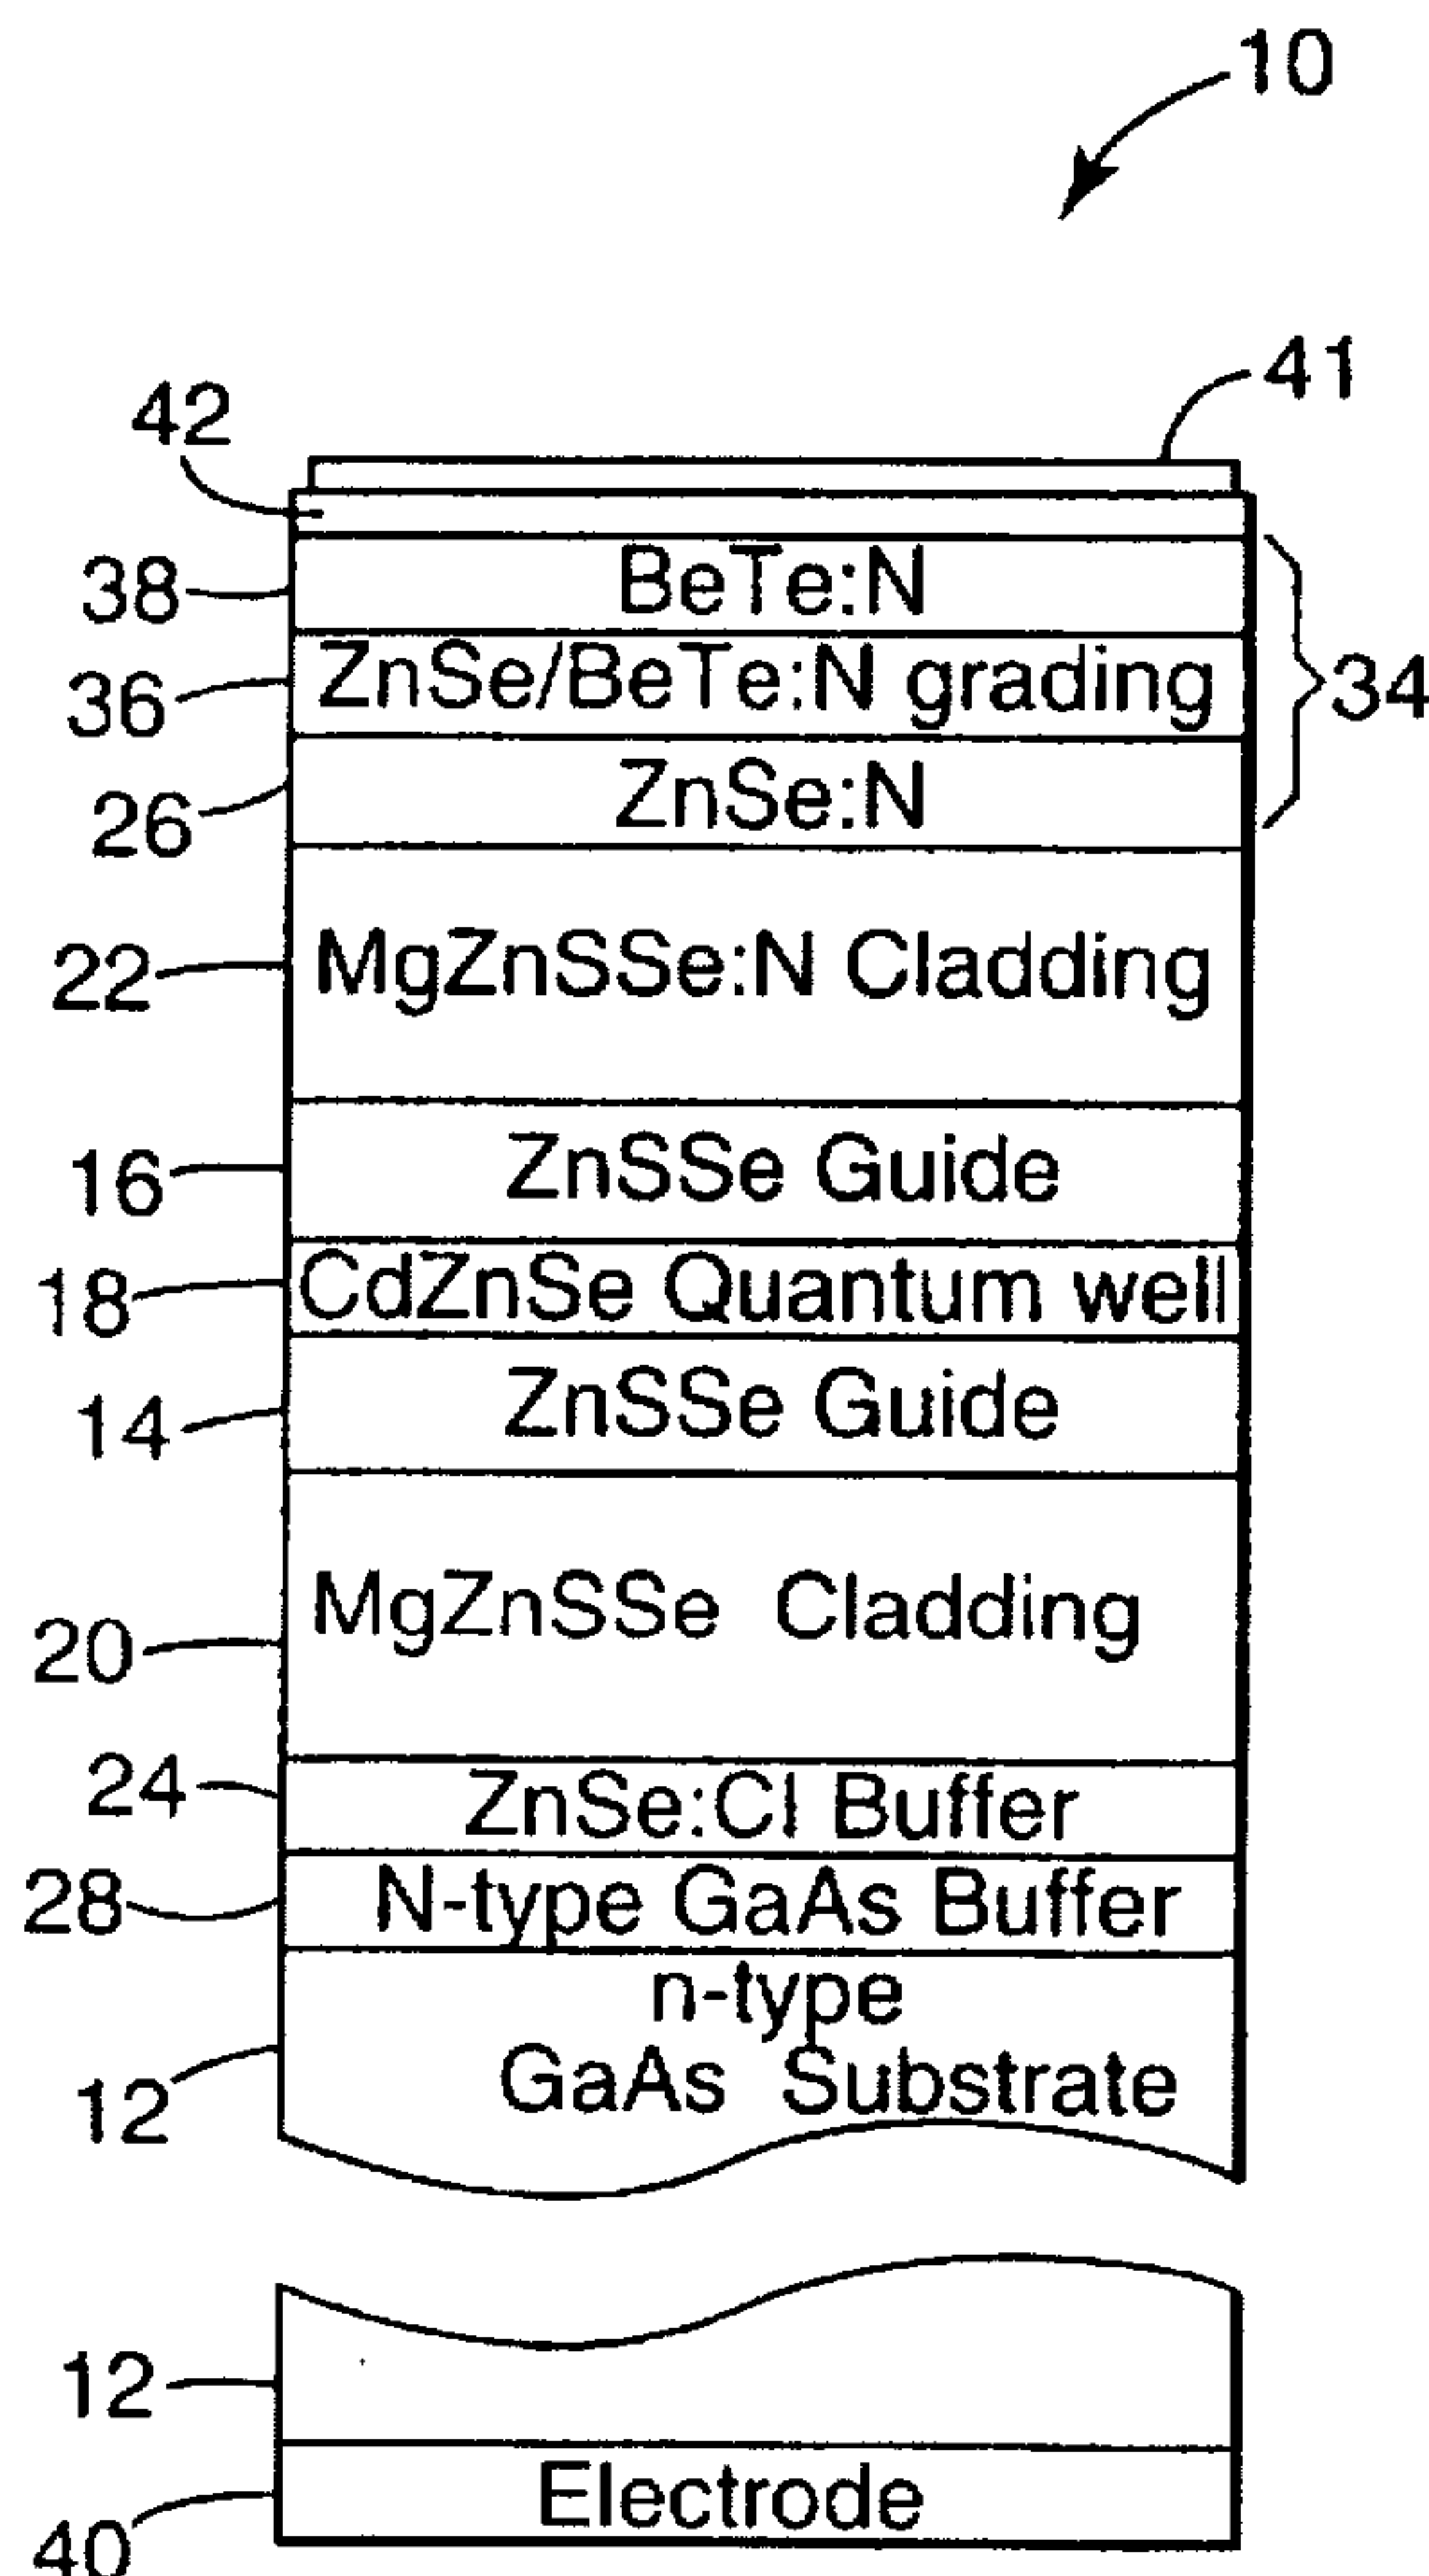 10
41
42
38 BeTe:N
36 ZnSe/BeTe:N grading
34
26 ZnSe:N
22 MgZnSSe:N Cladding
16 ZnSSe Guide
18 CdZnSe Quantum well
14 ZnSSe Guide
20 MgZnSSe Cladding
24 ZnSe:Cl Buffer
28 N-type GaAs Buffer
n-type
GaAs Substrate
12
12
Electrode
40